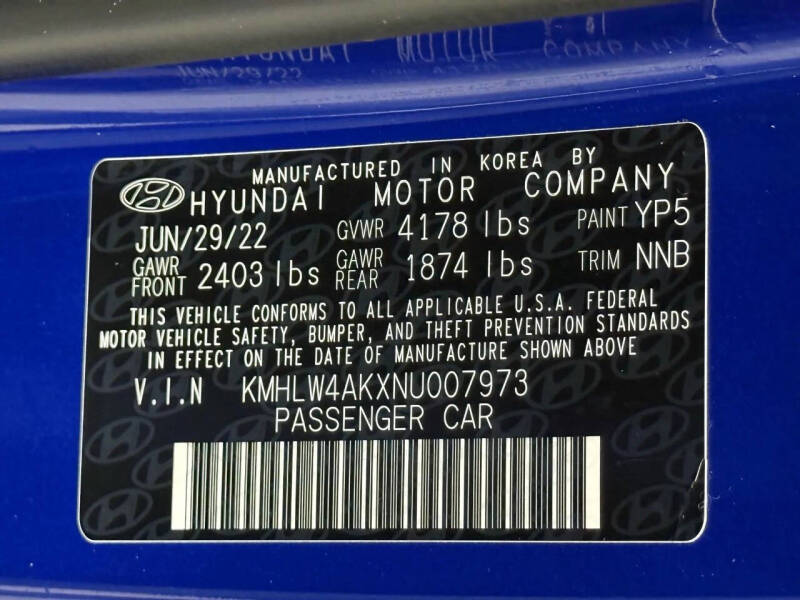 MANUFACTURED IN KOREA BY
HYUNDAI MOTOR COMPANY
JUN/29/22 GVWR 4178 lbs PAINT YP5
GAWR FRONT 2403 lbs GAWR REAR 1874 lbs TRIM NNB
THIS VEHICLE CONFORMS TO ALL APPLICABLE U.S.A. FEDERAL
MOTOR VEHICLE SAFETY, BUMPER, AND THEFT PREVENTION STANDARDS
IN EFFECT ON THE DATE OF MANUFACTURE SHOWN ABOVE
V.I.N KMHLW4AKXNU007973
PASSENGER CAR